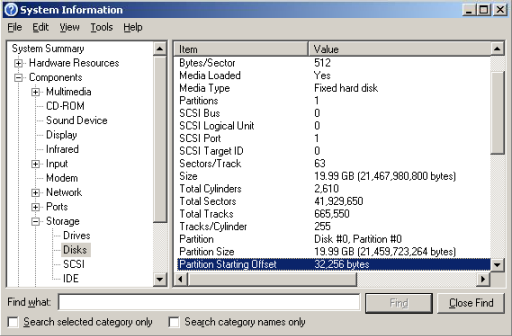 System Information
File Edit View Tools Help
System Summary
Hardware Resources
Components
Multimedia
CD-ROM
Sound Device
Display
Infrared
Input
Modem
Network
Ports
Storage
Drives
Disks
SCSI
IDE
Item Value
Bytes/Sector 512
Media Loaded Yes
Media Type Fixed hard disk
Partitions 1
SCSI Bus 0
SCSI Logical Unit 0
SCSI Port 1
SCSI Target ID 0
Sectors/Track 63
Size 19.99 GB (21,467,980,800 bytes)
Total Cylinders 2,610
Total Sectors 41,929,650
Total Tracks 665,550
Tracks/Cylinder 255
Partition Disk #0, Partition #0
Partition Size 19.99 GB (21,459,723,264 bytes)
Partition Starting Offset 32,256 bytes
Find what: Find Close Find
Search selected category only Search category names only